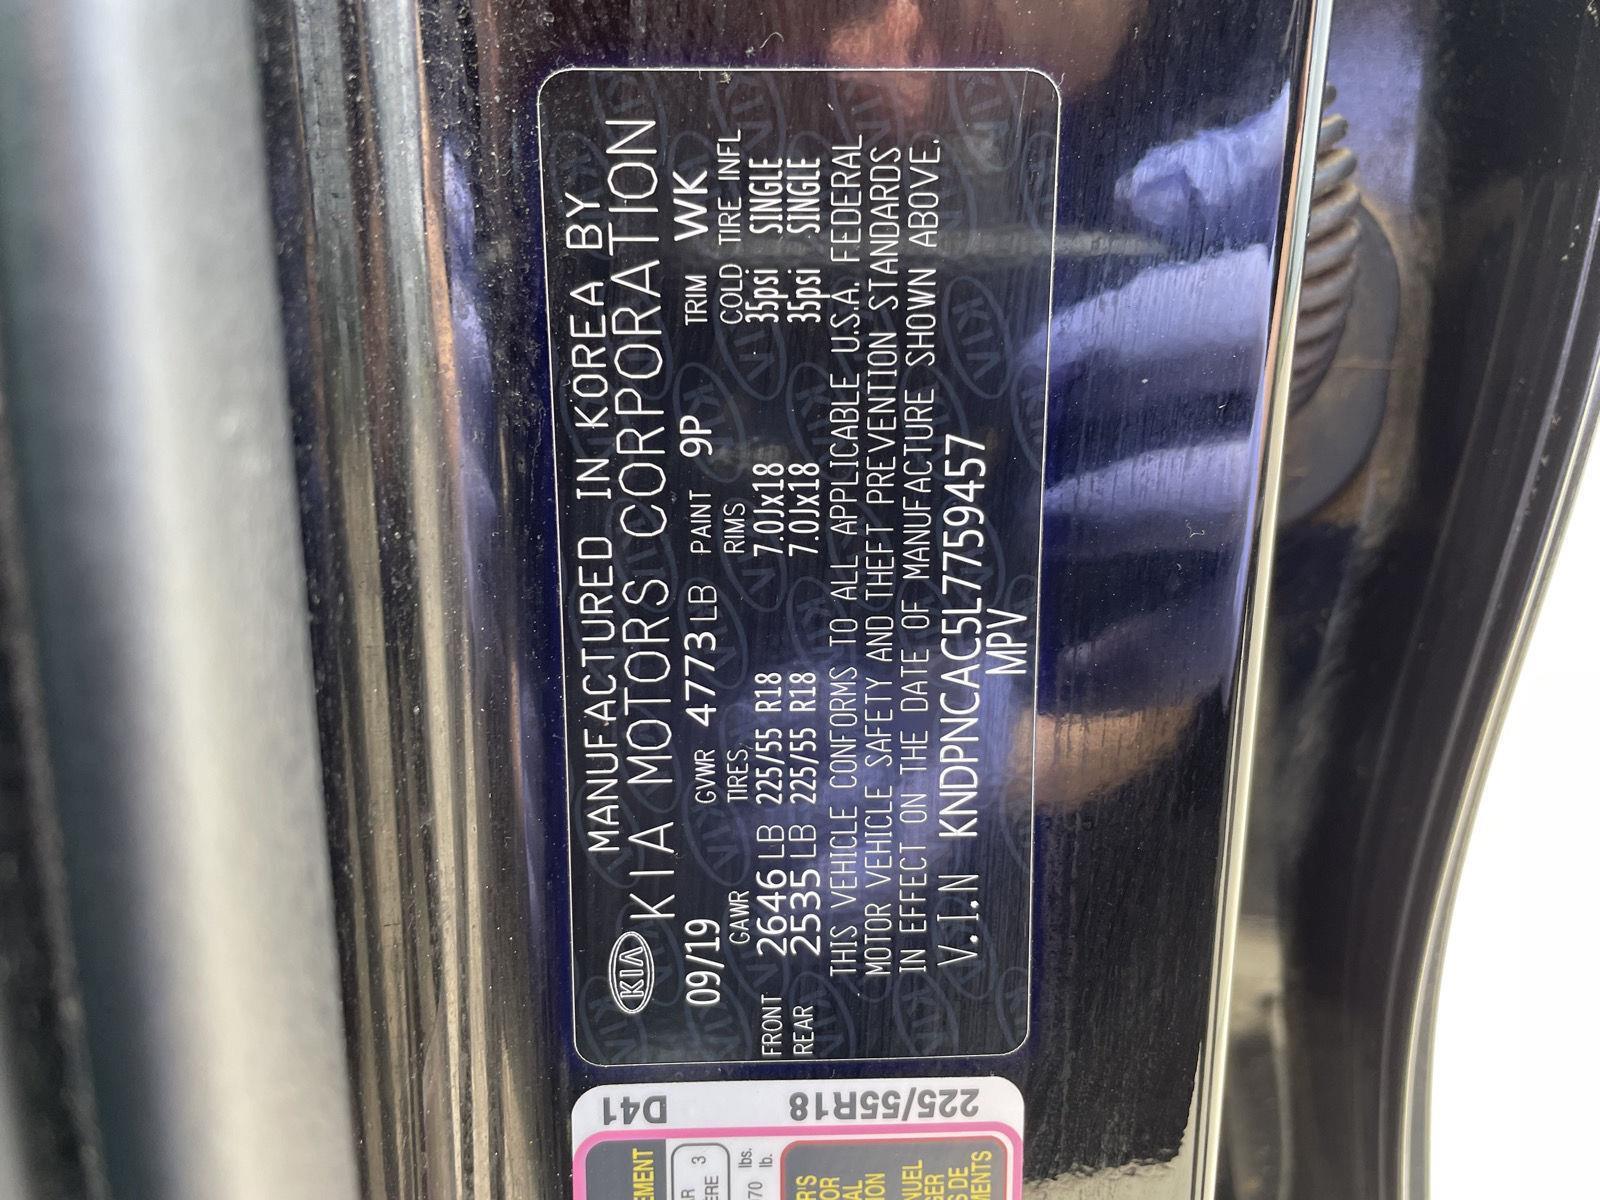 KIA
MANUFACTURED IN KOREA BY
KIA MOTORS CORPORATION
09/19 GVWR 4773LB PAINT 9P TRIM WK
GAWR TIRES RIMS COLD TIRE INFL
FRONT 2646LB 225/55 R18 7.0Jx18 35psi SINGLE
REAR 2535LB 225/55 R18 7.0Jx18 35psi SINGLE
THIS VEHICLE CONFORMS TO ALL APPLICABLE U.S.A. FEDERAL
MOTOR VEHICLE SAFETY AND THEFT PREVENTION STANDARDS
IN EFFECT ON THE DATE OF MANUFACTURE SHOWN ABOVE.
V.I.N KNDPNCAC5L7759457
MPV
D41
225/55R18